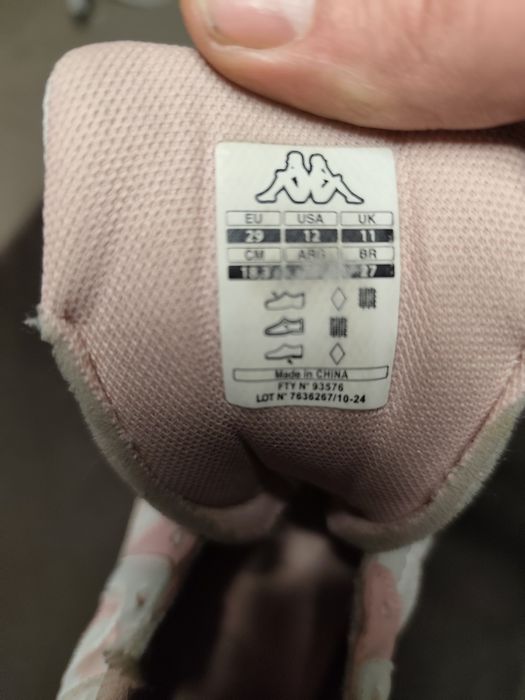 EU USA UK
29 12 11
CM ARG BR
27
Made in CHINA
FTY N° 93576
LOT N° 7636267/10-24